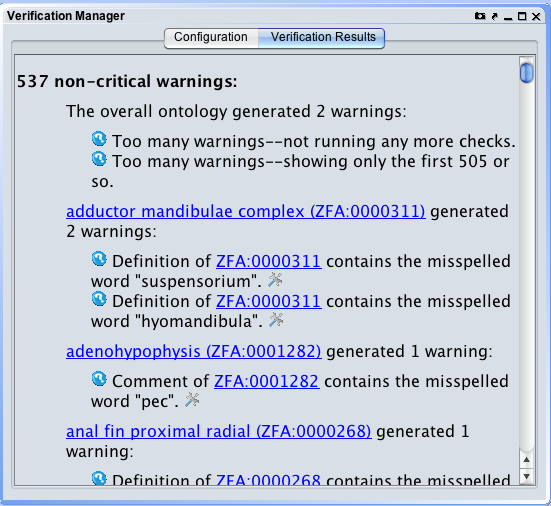 Verification Manager
Configuration Verification Results
537 non-critical warnings:
The overall ontology generated 2 warnings:
Too many warnings--not running any more checks.
Too many warnings--showing only the first 505 or
so.
adductor mandibulae complex (ZFA:0000311) generated
2 warnings:
Definition of ZFA:0000311 contains the misspelled
word "suspensorium".
Definition of ZFA:0000311 contains the misspelled
word "hyomandibula".
adenohypophysis (ZFA:0001282) generated 1 warning:
Comment of ZFA:0001282 contains the misspelled
word "pec".
anal fin proximal radial (ZFA:0000268) generated 1
warning:
Definition of ZFA:0000268 contains the misspelled